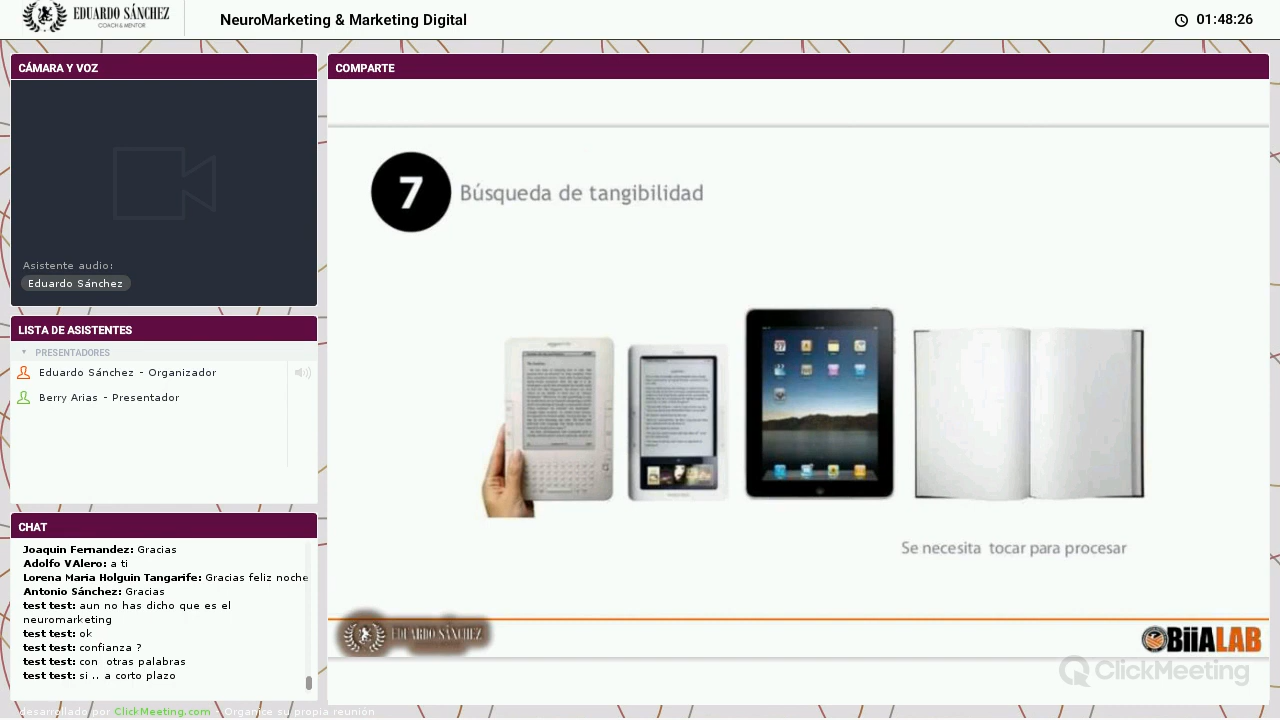 EDUARDO SÁNCHEZ
COACH & MENTOR
NeuroMarketing & Marketing Digital
01:48:26
CÁMARA Y VOZ
Asistente audio:
Eduardo Sánchez
LISTA DE ASISTENTES
PRESENTADORES
Eduardo Sánchez - Organizador
Berry Arias - Presentador
CHAT
Joaquin Fernandez: Gracias
Adolfo VAlero: a ti
Lorena Maria Holguin Tangarife: Gracias feliz noche
Antonio Sánchez: Gracias
test test: aun no has dicho que es el
neuromarketing
test test: ok
test test: confianza ?
test test: con otras palabras
test test: si .. a corto plazo
desarrollado por ClickMeeting.com - Organice su propia reunión
COMPARTE
7 Búsqueda de tangibilidad
Se necesita tocar para procesar
EDUARDO SÁNCHEZ
BiiALAB
ClickMeeting